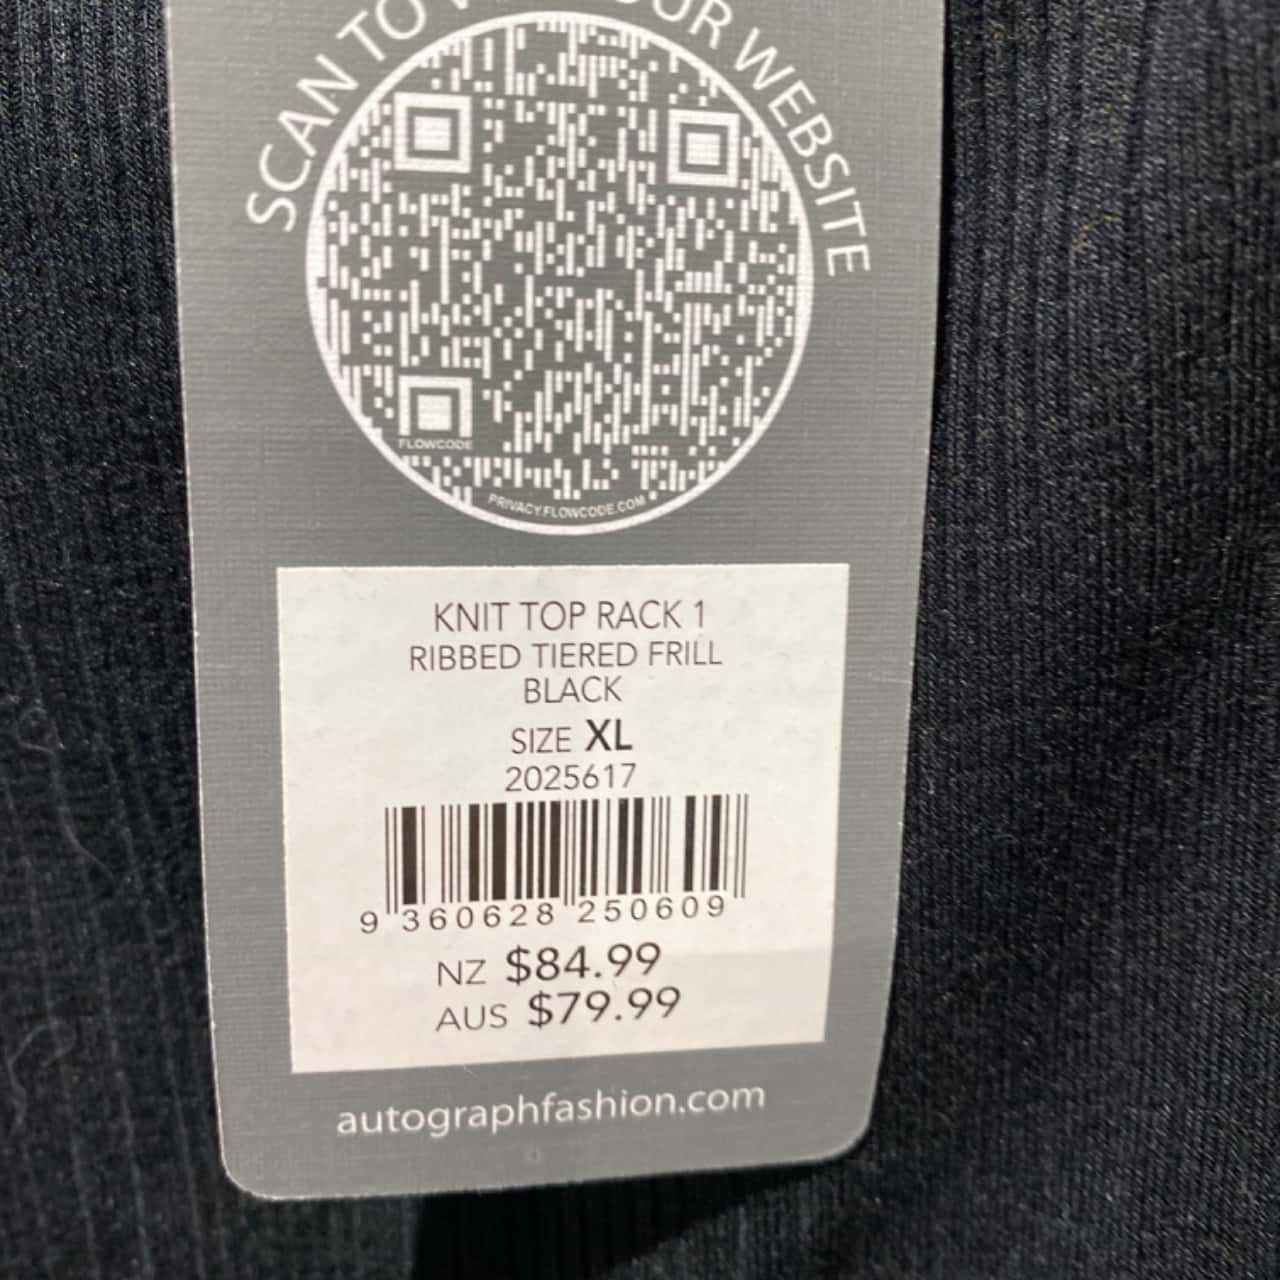 SCAN TO OUR WEBSITE
FLOWCODE
PRIVACY.FLOWCODE.COM
KNIT TOP RACK 1
RIBBED TIERED FRILL
BLACK
SIZE XL
2025617
9 360628 250609
NZ $84.99
AUS $79.99
autographfashion.com